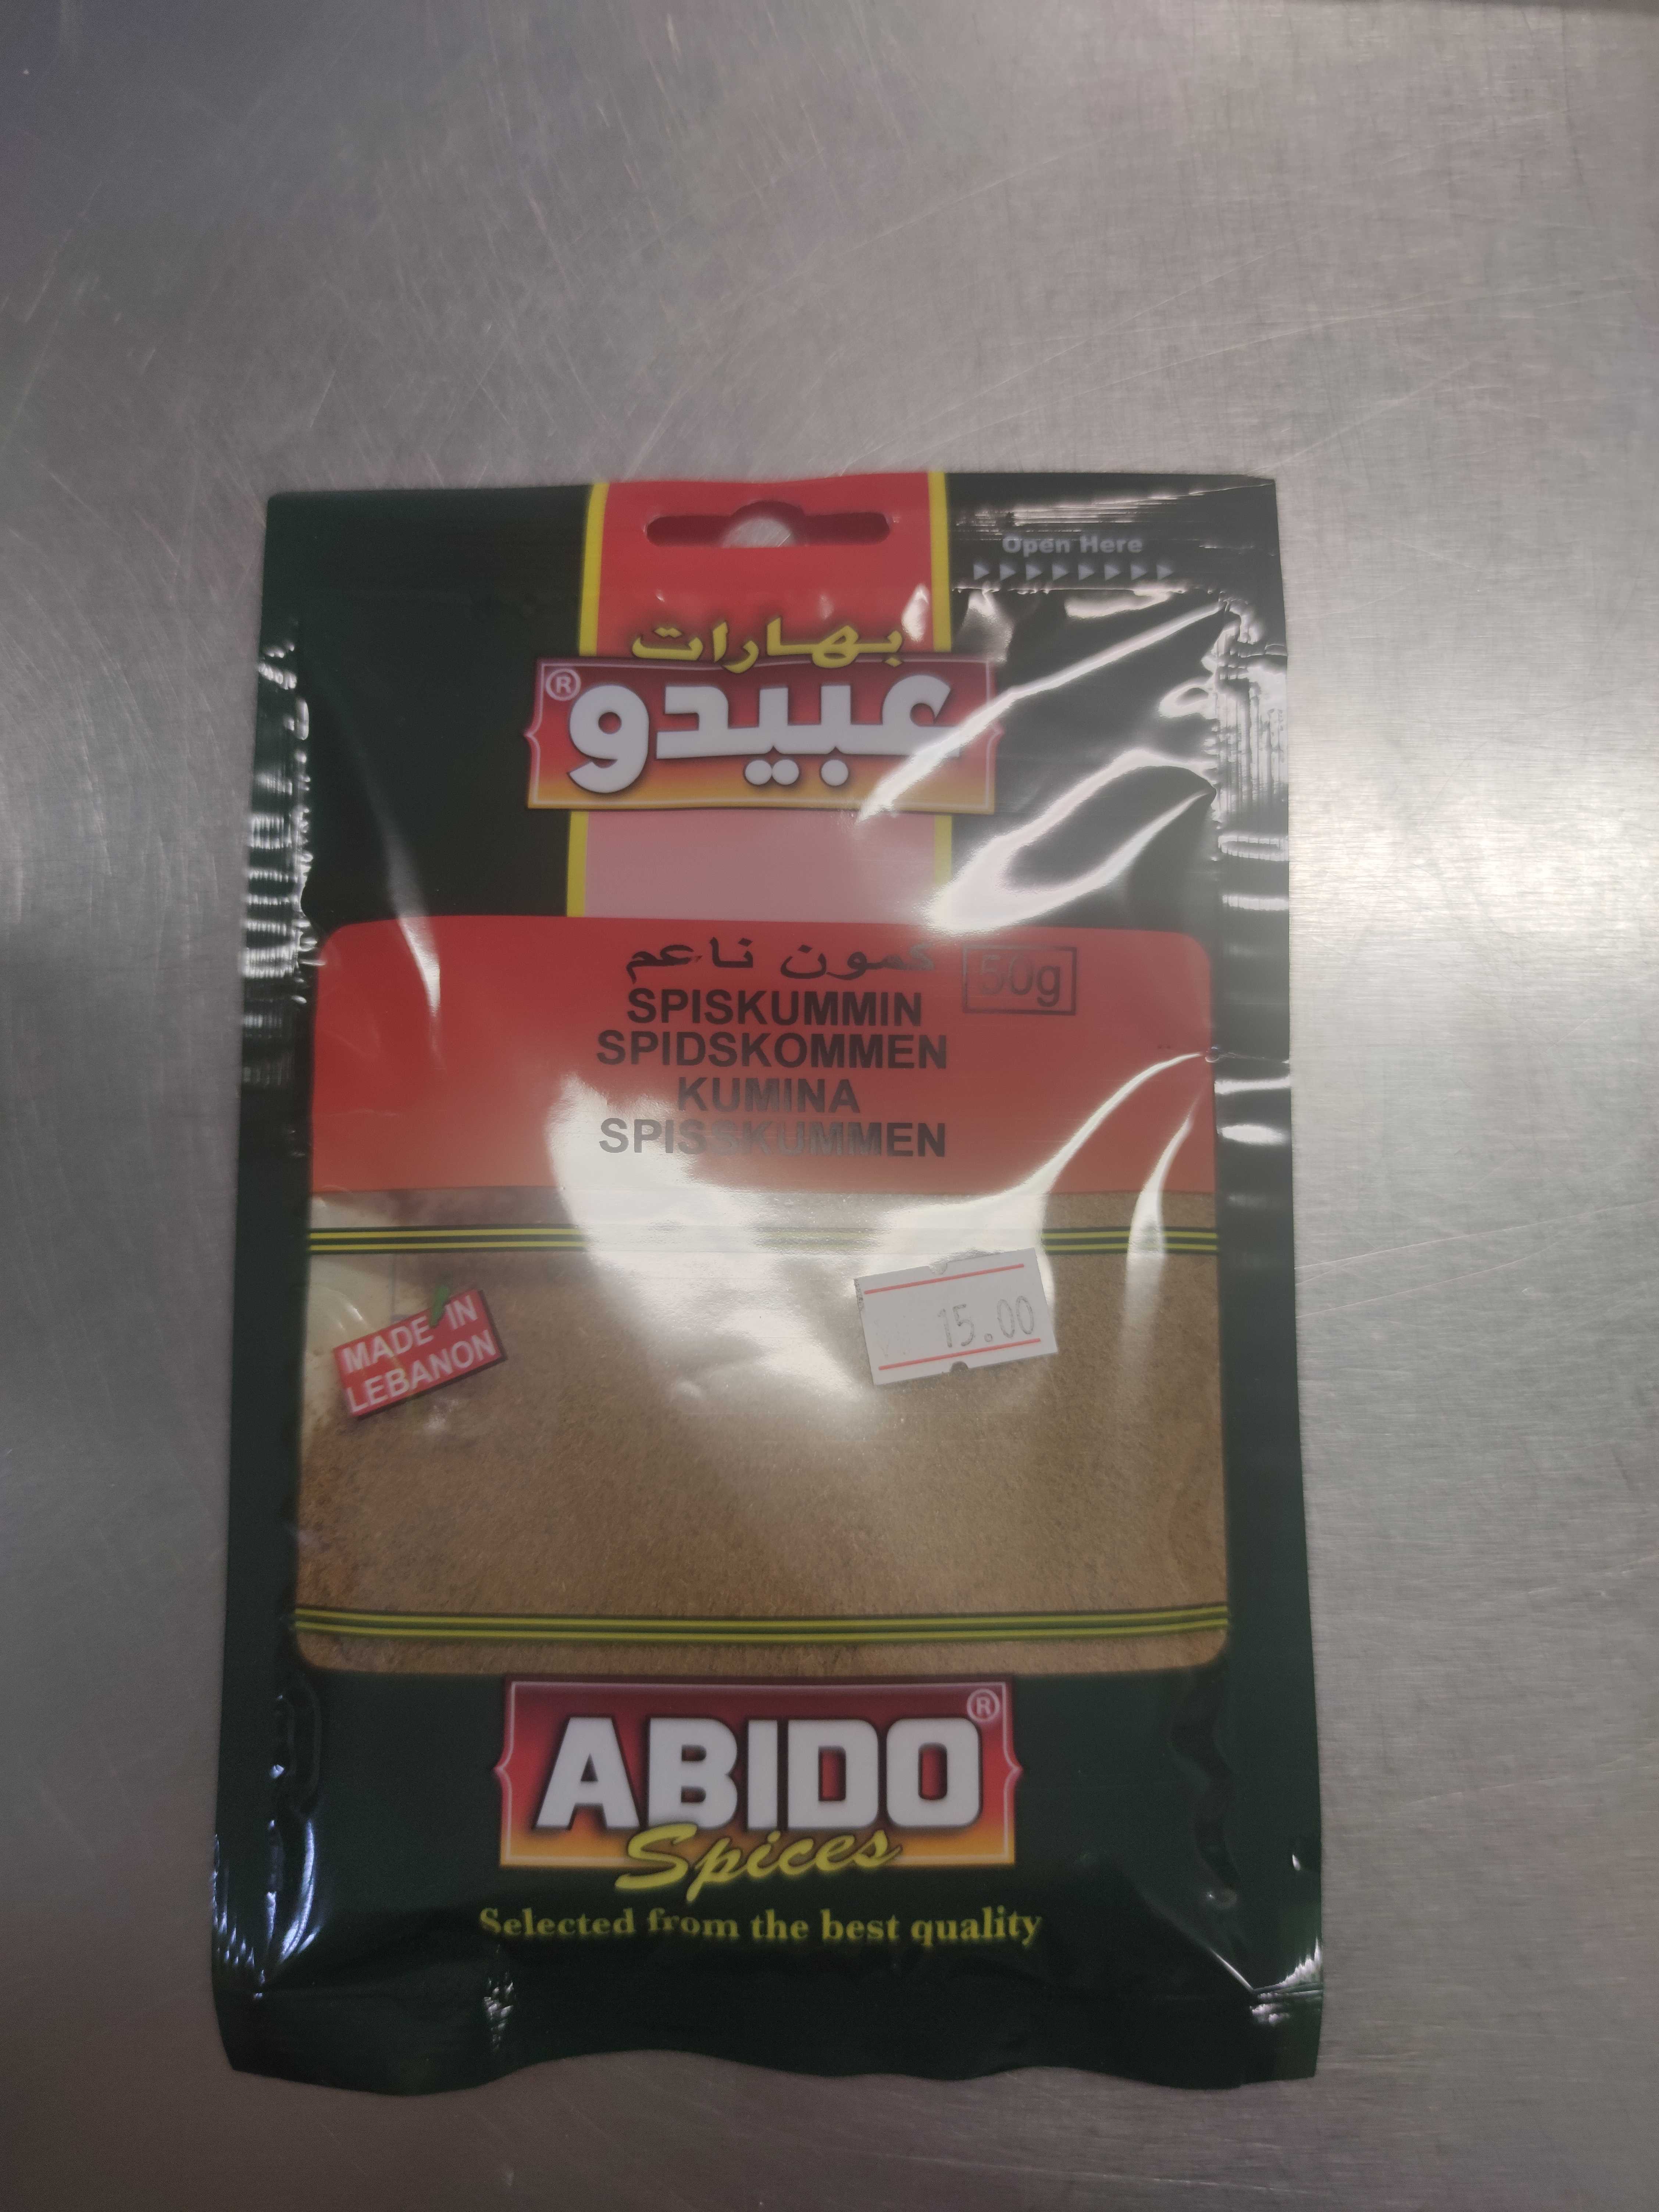 Open Here
بهارات
عبيدو®
كمون ناعم
50g
SPISKUMMIN
SPIDSKOMMEN
KUMINA
SPISSKUMMEN
15.00
MADE IN
LEBANON
ABIDO®
Spices
Selected from the best quality